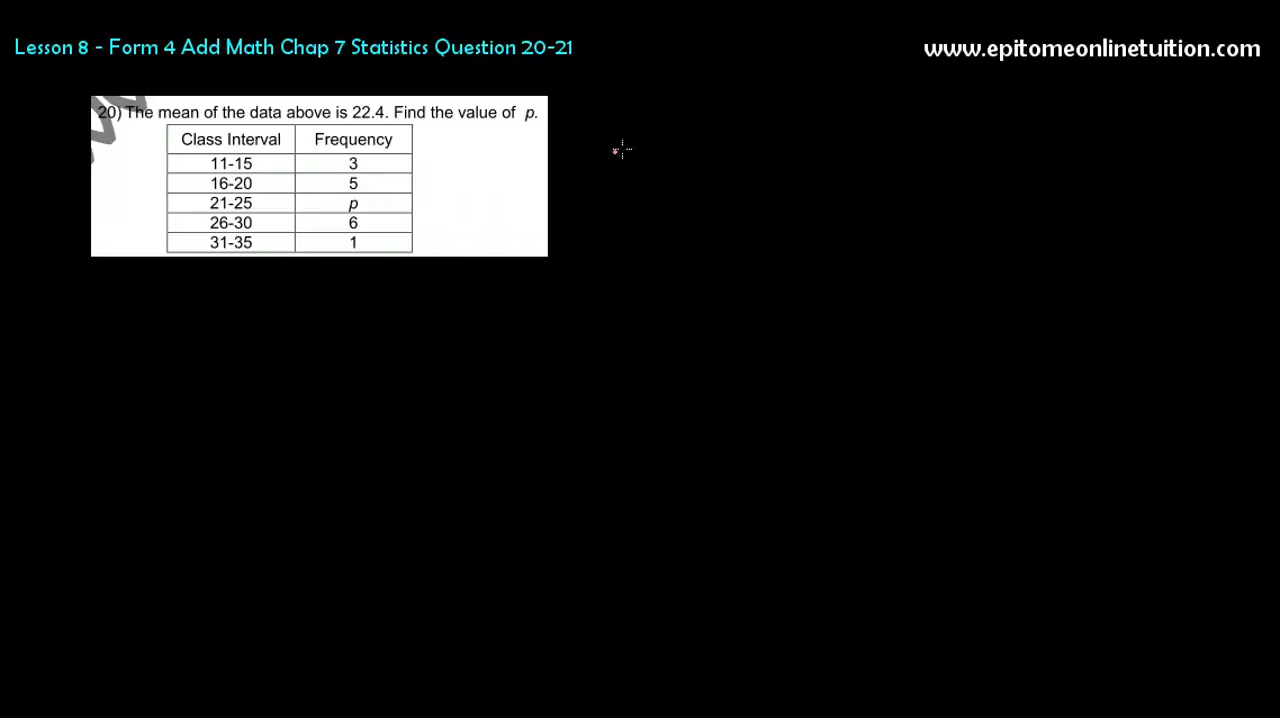 Lesson 8 - Form 4 Add Math Chap 7 Statistics Question 20-21
www.epitomeonlinetuition.com
20) The mean of the data above is 22.4. Find the value of p.
Class Interval Frequency
11-15 3
16-20 5
21-25 p
26-30 6
31-35 1